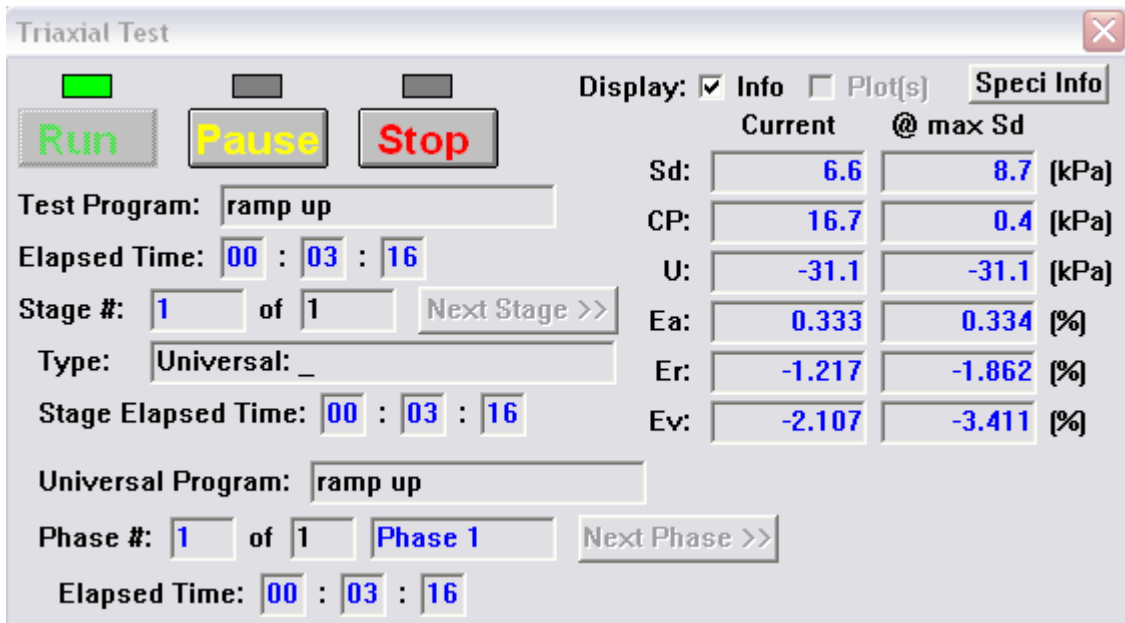 Triaxial Test
Display: Info Plot(s) Speci Info
Run Pause Stop
Current @ max Sd
Sd: 6.6 8.7 (kPa)
Test Program: ramp up
CP: 16.7 0.4 (kPa)
Elapsed Time: 00 : 03 : 16
U: -31.1 -31.1 (kPa)
Stage #: 1 of 1 Next Stage >>
Ea: 0.333 0.334 (%)
Type: Universal: _
Er: -1.217 -1.862 (%)
Stage Elapsed Time: 00 : 03 : 16
Ev: -2.107 -3.411 (%)
Universal Program: ramp up
Phase #: 1 of 1 Phase 1 Next Phase >>
Elapsed Time: 00 : 03 : 16